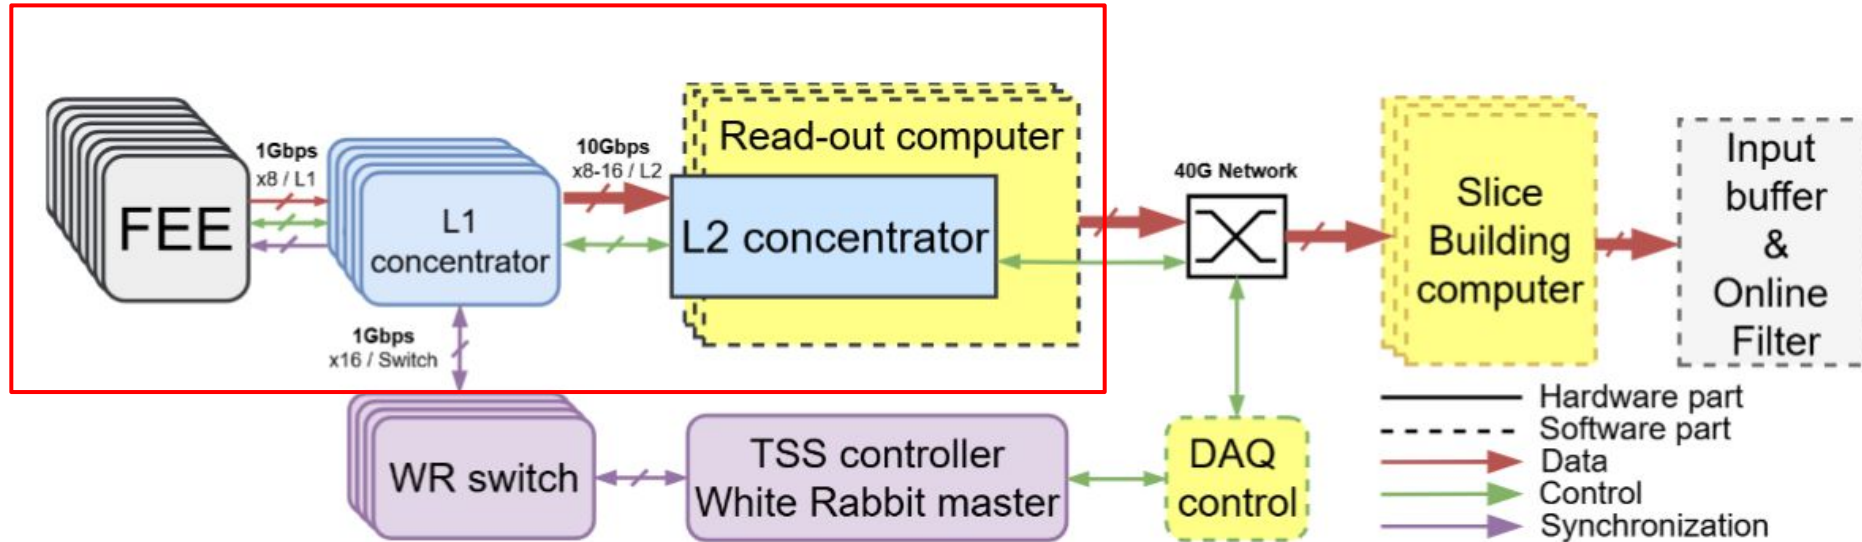 FEE
1Gbps
x8 / L1
L1
concentrator
10Gbps
x8-16 / L2
Read-out computer
L2 concentrator
40G Network
Slice
Building
computer
Input
buffer
&
Online
Filter
1Gbps
x16 / Switch
WR switch
TSS controller
White Rabbit master
DAQ
control
Hardware part
Software part
Data
Control
Synchronization